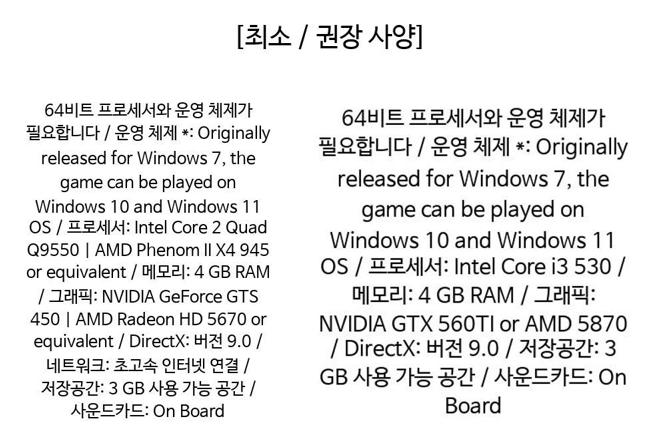 [최소 / 권장 사양]
64비트 프로세서와 운영 체제가
필요합니다 / 운영 체제 *: Originally
released for Windows 7, the
game can be played on
Windows 10 and Windows 11
OS / 프로세서: Intel Core 2 Quad
Q9550 | AMD Phenom II X4 945
or equivalent / 메모리: 4 GB RAM
/ 그래픽: NVIDIA GeForce GTS
450 | AMD Radeon HD 5670 or
equivalent / DirectX: 버전 9.0 /
네트워크: 초고속 인터넷 연결 /
저장공간: 3 GB 사용 가능 공간 /
사운드카드: On Board
64비트 프로세서와 운영 체제가
필요합니다 / 운영 체제 *: Originally
released for Windows 7, the
game can be played on
Windows 10 and Windows 11
OS / 프로세서: Intel Core i3 530 /
메모리: 4 GB RAM / 그래픽:
NVIDIA GTX 560TI or AMD 5870
/ DirectX: 버전 9.0 / 저장공간: 3
GB 사용 가능 공간 / 사운드카드: On
Board